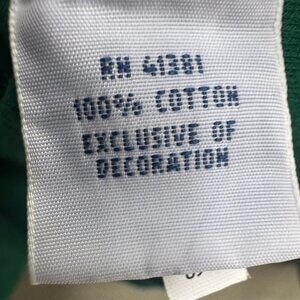 RN 41381
100% COTTON
EXCLUSIVE OF
DECORATION